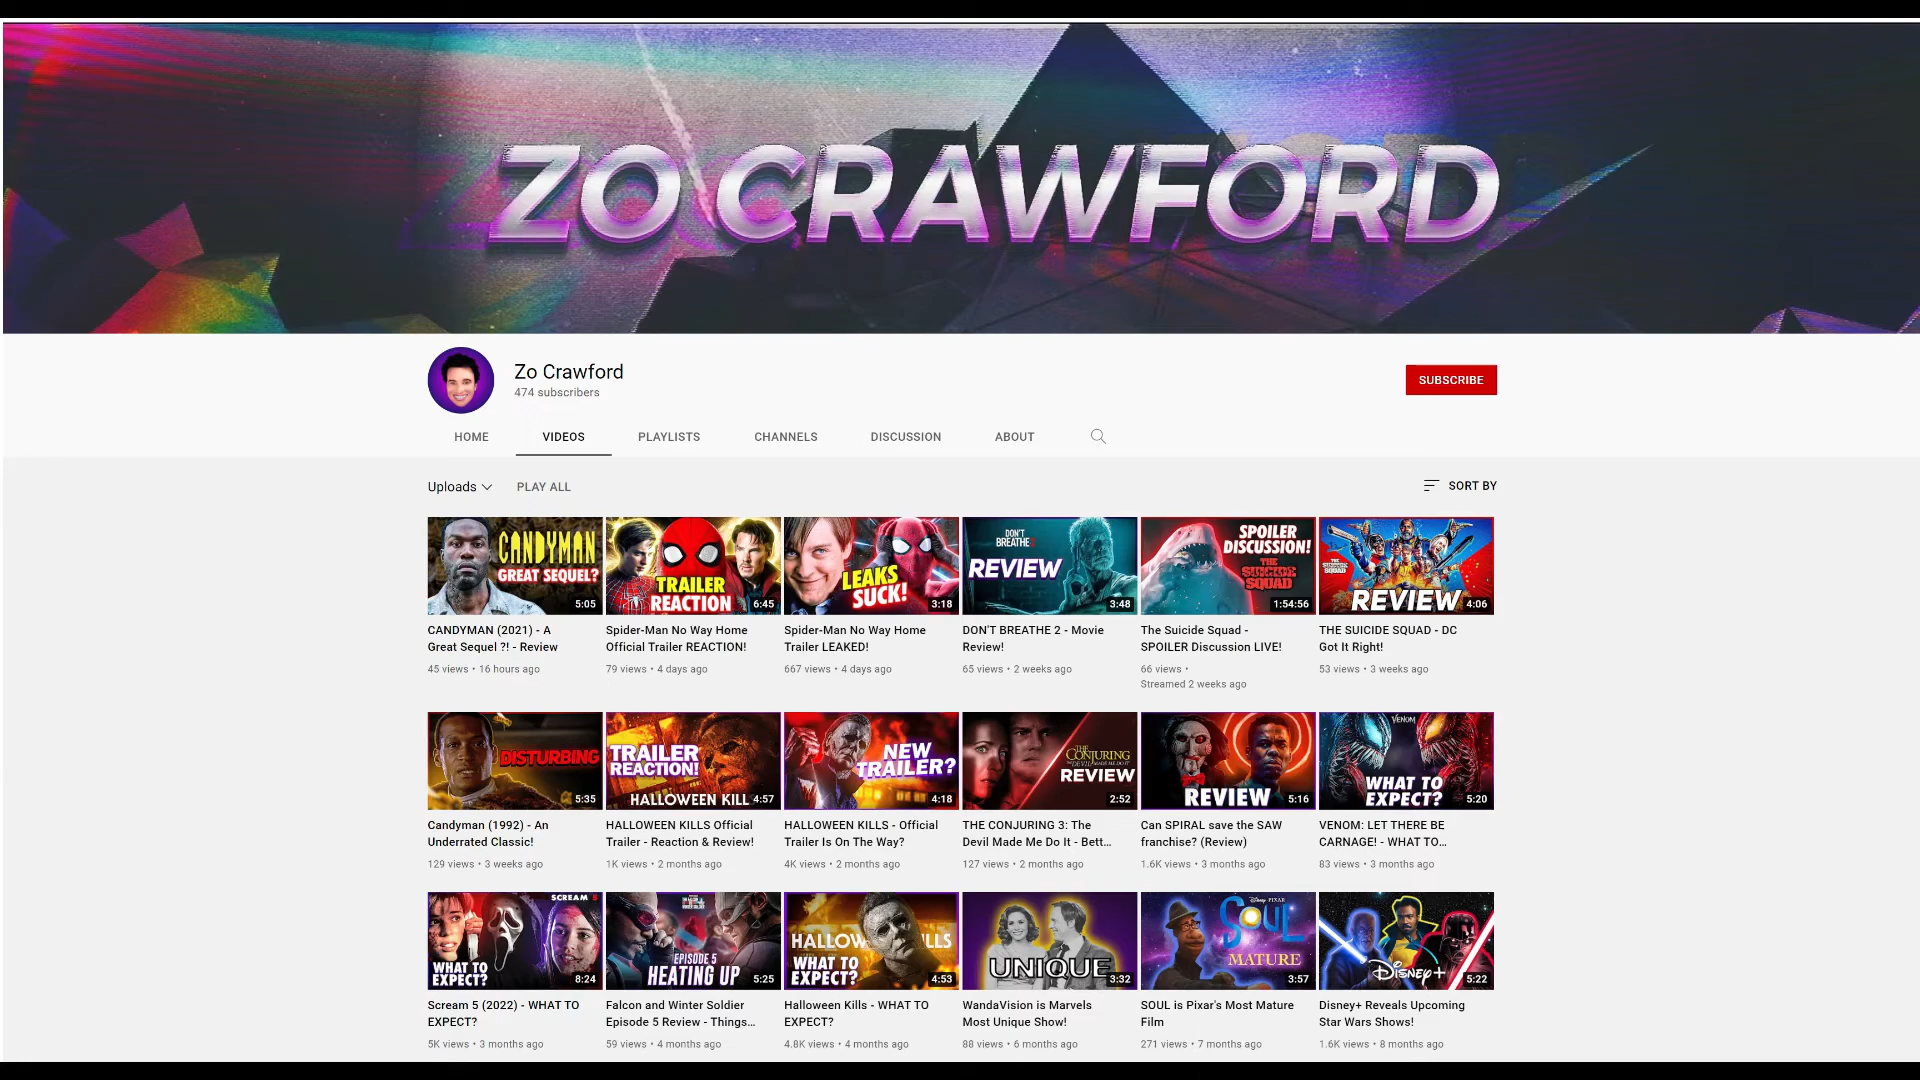 ZO CRAWFORD
Zo Crawford
474 subscribers
SUBSCRIBE
HOME
VIDEOS
PLAYLISTS
CHANNELS
DISCUSSION
ABOUT
Uploads
PLAY ALL
SORT BY
CANDYMAN
GREAT SEQUEL?
5:05
TRAILER
REACTION
6:45
LEAKS
SUCK!
3:18
DON'T
BREATHE
REVIEW
3:48
SPOILER
DISCUSSION!
THE
SUICIDE
SQUAD
1:54:56
THE
SUICIDE
SQUAD
REVIEW
4:06
CANDYMAN (2021) - A
Great Sequel ?! - Review
45 views • 16 hours ago
Spider-Man No Way Home
Official Trailer REACTION!
79 views • 4 days ago
Spider-Man No Way Home
Trailer LEAKED!
667 views • 4 days ago
DON'T BREATHE 2 - Movie
Review!
65 views • 2 weeks ago
The Suicide Squad -
SPOILER Discussion LIVE!
66 views •
Streamed 2 weeks ago
THE SUICIDE SQUAD - DC
Got It Right!
53 views • 3 weeks ago
DISTURBING
5:35
TRAILER
REACTION!
HALLOWEEN KILL
4:57
NEW
TRAILER?
4:18
THE
CONJURING
REVIEW
2:52
REVIEW
5:16
VENOM
WHAT TO
EXPECT?
5:20
Candyman (1992) - An
Underrated Classic!
129 views • 3 weeks ago
HALLOWEEN KILLS Official
Trailer - Reaction & Review!
1K views • 2 months ago
HALLOWEEN KILLS - Official
Trailer Is On The Way?
4K views • 2 months ago
THE CONJURING 3: The
Devil Made Me Do It - Bett...
127 views • 2 months ago
Can SPIRAL save the SAW
franchise? (Review)
1.6K views • 3 months ago
VENOM: LET THERE BE
CARNAGE! - WHAT TO...
83 views • 3 months ago
SCREAM 5
WHAT TO
EXPECT?
8:24
EPISODE 5
HEATING UP
5:25
HALLOW LLS
WHAT TO
EXPECT?
4:53
UNIQUE
3:32
Disney PIXAR
SOUL
MATURE
3:57
Disney+
5:22
Scream 5 (2022) - WHAT TO
EXPECT?
5K views • 3 months ago
Falcon and Winter Soldier
Episode 5 Review - Things...
59 views • 4 months ago
Halloween Kills - WHAT TO
EXPECT?
4.8K views • 4 months ago
WandaVision is Marvels
Most Unique Show!
88 views • 6 months ago
SOUL is Pixar's Most Mature
Film
271 views • 7 months ago
Disney+ Reveals Upcoming
Star Wars Shows!
1.6K views • 8 months ago